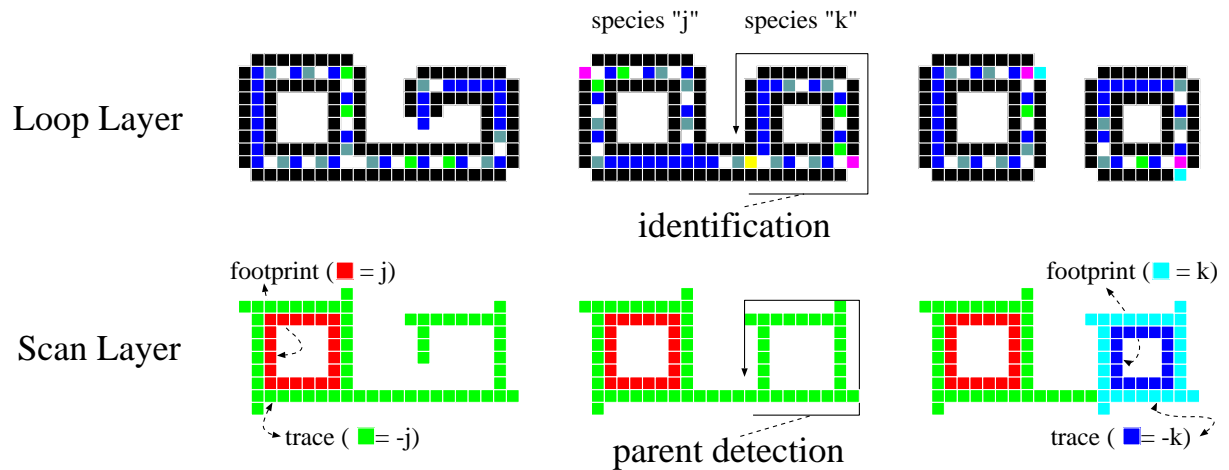 species "j" species "k"
Loop Layer
identification
footprint ( = j)
footprint ( = k)
Scan Layer
trace ( = -j)
parent detection
trace ( = -k)